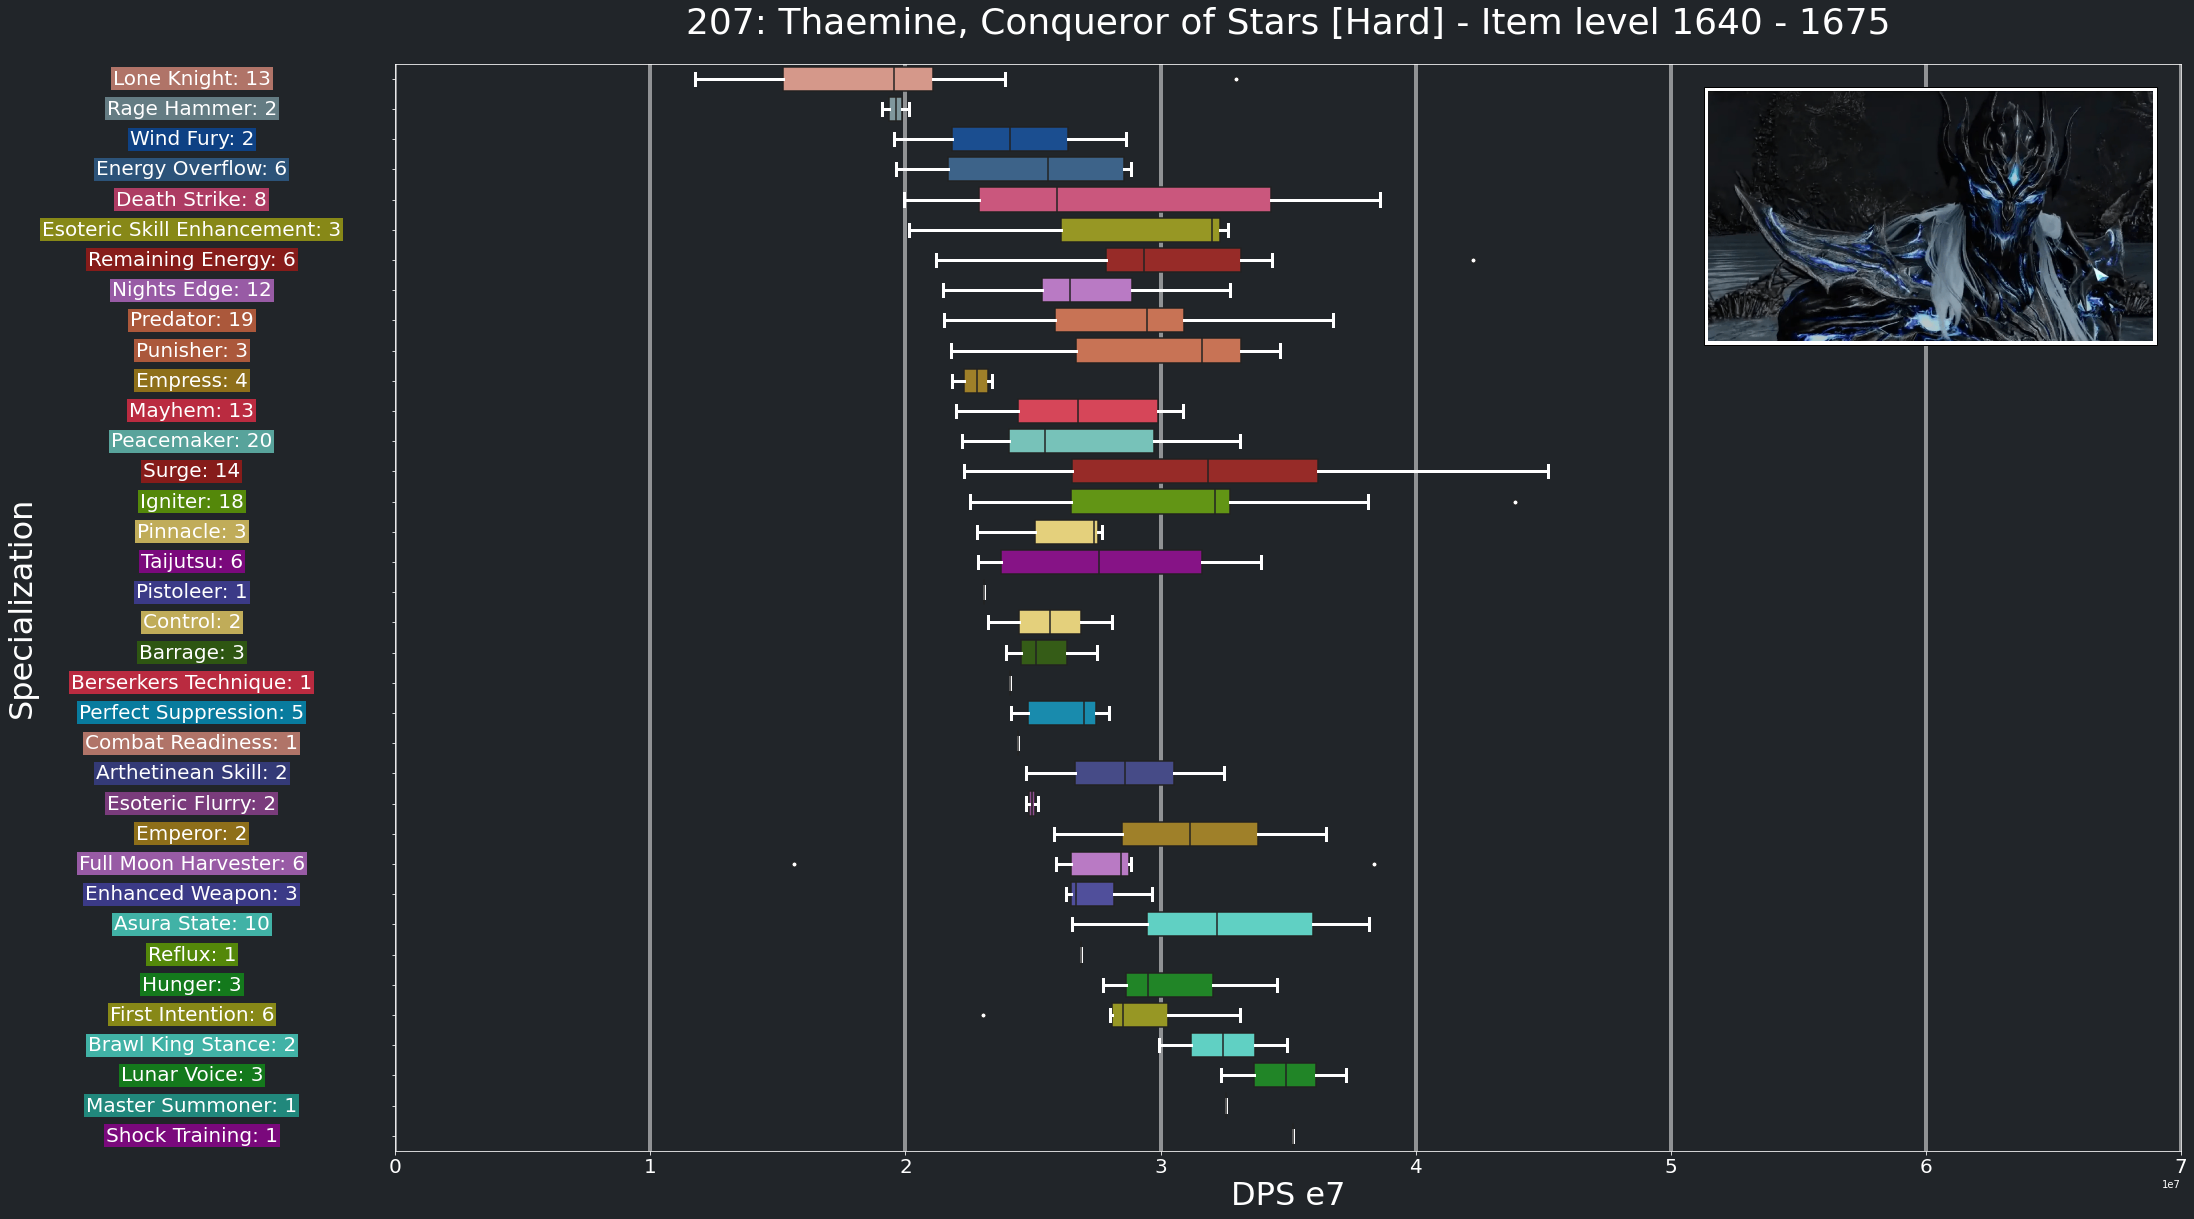 207: Thaemine, Conqueror of Stars [Hard] - Item level 1640 - 1675
Lone Knight: 13
Rage Hammer: 2
Wind Fury: 2
Energy Overflow: 6
Death Strike: 8
Esoteric Skill Enhancement: 3
Remaining Energy: 6
Nights Edge: 12
Predator: 19
Punisher: 3
Empress: 4
Mayhem: 13
Peacemaker: 20
Surge: 14
Igniter: 18
Pinnacle: 3
Taijutsu: 6
Pistoleer: 1
Control: 2
Barrage: 3
Berserkers Technique: 1
Perfect Suppression: 5
Combat Readiness: 1
Arthetinean Skill: 2
Esoteric Flurry: 2
Emperor: 2
Full Moon Harvester: 6
Enhanced Weapon: 3
Asura State: 10
Reflux: 1
Hunger: 3
First Intention: 6
Brawl King Stance: 2
Lunar Voice: 3
Master Summoner: 1
Shock Training: 1
Specialization
0 1 2 3 4 5 6 7
1e7
DPS e7